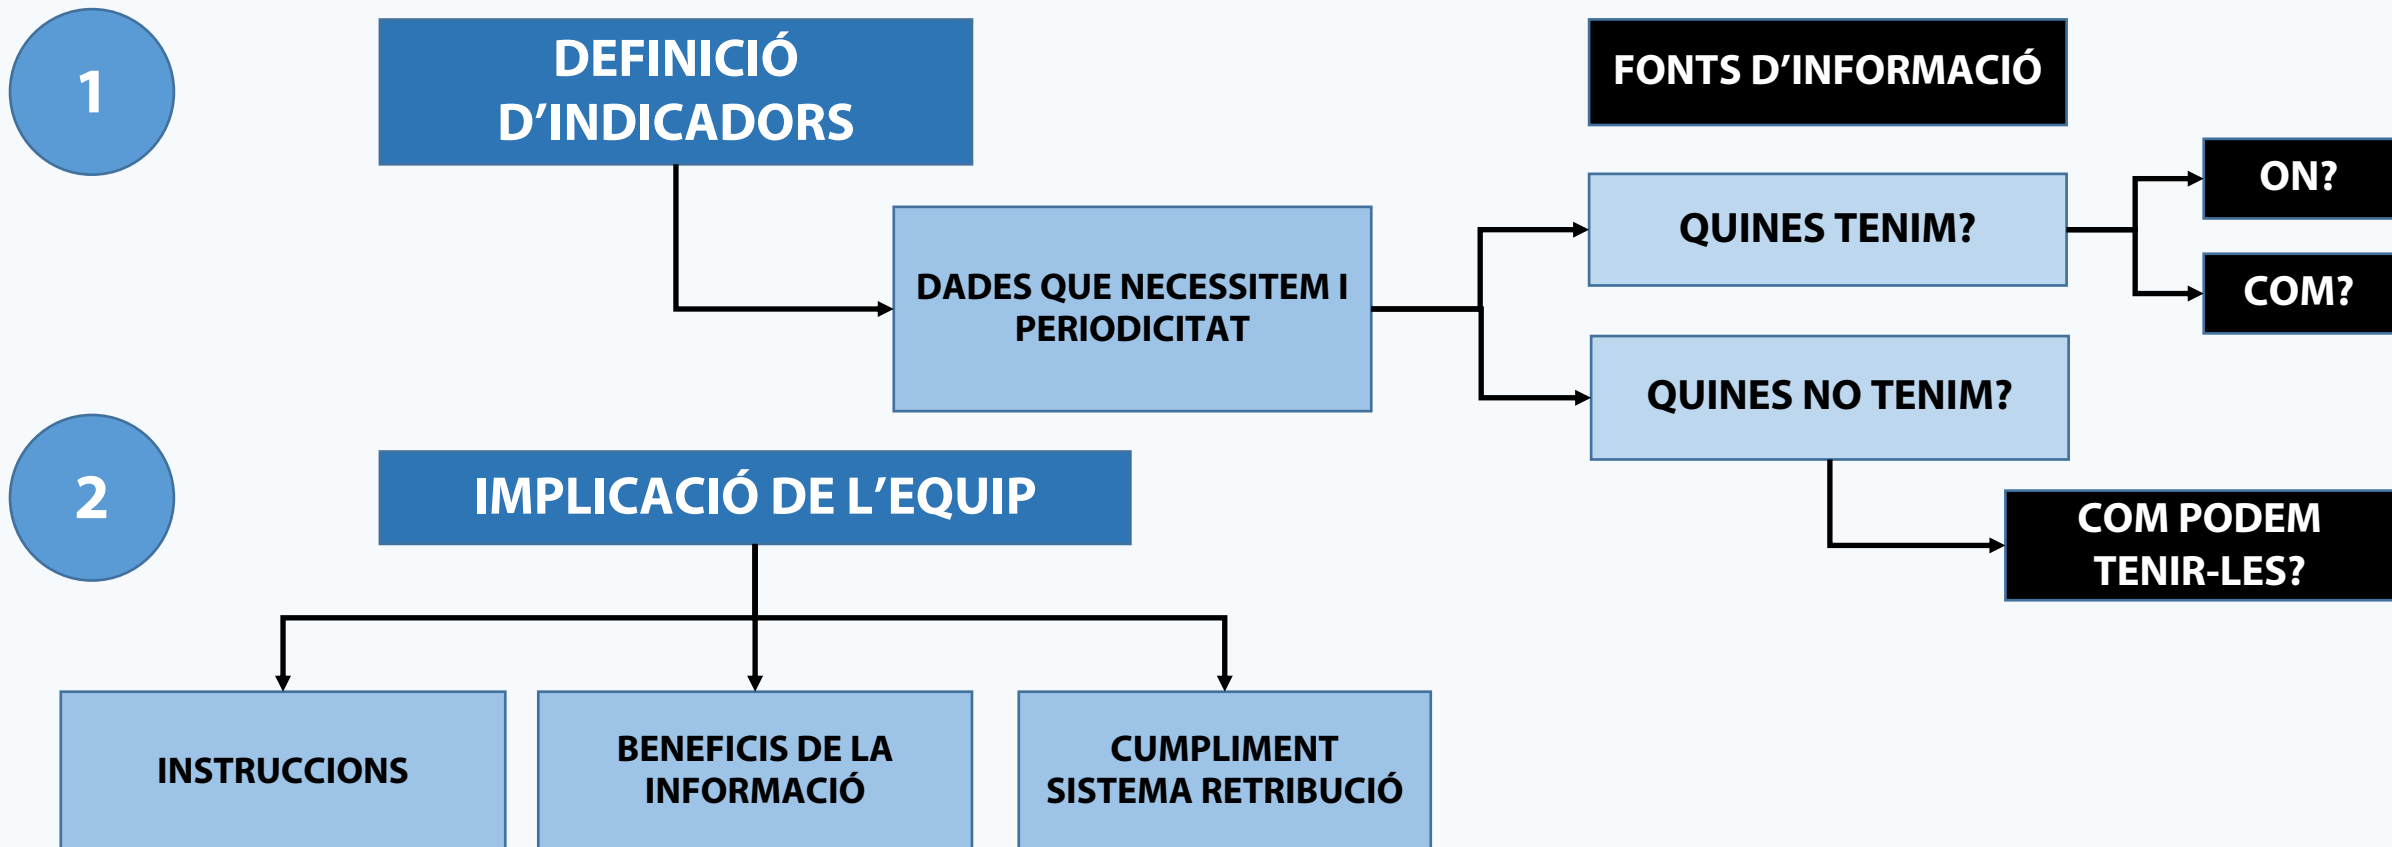 1
DEFINICIÓ
D’INDICADORS
FONTS D’INFORMACIÓ
ON?
QUINES TENIM?
COM?
DADES QUE NECESSITEM I
PERIODICITAT
QUINES NO TENIM?
2
IMPLICACIÓ DE L’EQUIP
COM PODEM
TENIR-LES?
INSTRUCCIONS
BENEFICIS DE LA
INFORMACIÓ
CUMPLIMENT
SISTEMA RETRIBUCIÓ